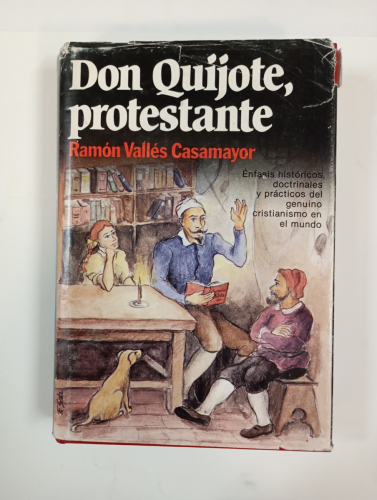 Don Quijote,
protestante
Ramón Vallés Casamayor
Énfasis históricos,
doctrinales
y prácticos del
genuino
cristianismo en
el mundo